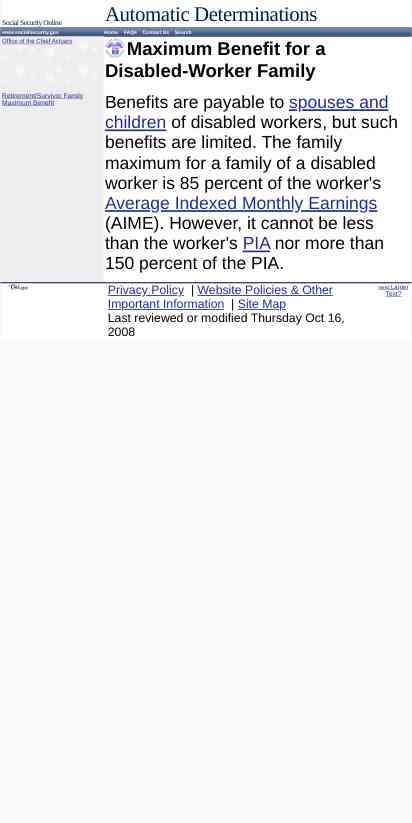 Automatic Determinations
Social Security Online
www.socialsecurity.gov Home FAQs Contact Us Search
Office of the Chief Actuary
Retirement/Survivor Family
Maximum Benefit
Maximum Benefit for a
Disabled-Worker Family
Benefits are payable to spouses and
children of disabled workers, but such
benefits are limited. The family
maximum for a family of a disabled
worker is 85 percent of the worker's
Average Indexed Monthly Earnings
(AIME). However, it cannot be less
than the worker's PIA nor more than
150 percent of the PIA.
Privacy Policy | Website Policies & Other
Important Information | Site Map
Last reviewed or modified Thursday Oct 16,
2008
Larger
Text?